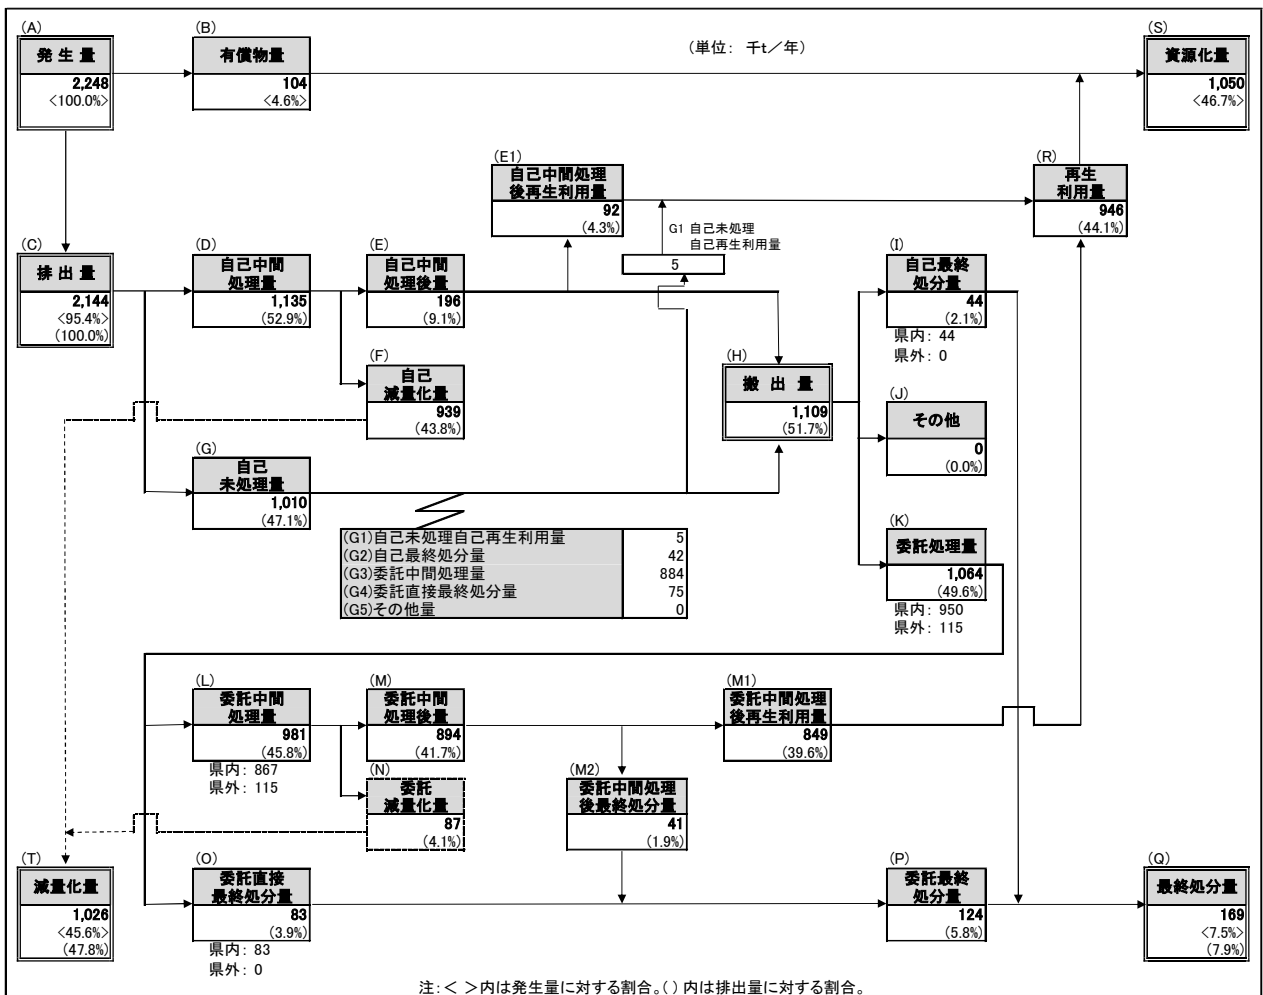 (A)
発生量
2,248
<100.0%>
(B)
有償物量
104
<4.6%>
(単位： 千t／年)
(S)
資源化量
1,050
<46.7%>
(E1)
自己中間処理
後再生利用量
92
(4.3%)
G1 自己未処理
自己再生利用量
5
(R)
再生
利用量
946
(44.1%)
(C)
排出量
2,144
<95.4%>
(100.0%)
(D)
自己中間
処理量
1,135
(52.9%)
(E)
自己中間
処理後量
196
(9.1%)
(I)
自己最終
処分量
44
(2.1%)
県内： 44
県外： 0
(F)
自己
減量化量
939
(43.8%)
(H)
搬出量
1,109
(51.7%)
(J)
その他
0
(0.0%)
(G)
自己
未処理量
1,010
(47.1%)
(G1)自己未処理自己再生利用量 5
(G2)自己最終処分量 42
(G3)委託中間処理量 884
(G4)委託直接最終処分量 75
(G5)その他量 0
(K)
委託処理量
1,064
(49.6%)
県内： 950
県外： 115
(L)
委託中間
処理量
981
(45.8%)
県内： 867
県外： 115
(M)
委託中間
処理後量
894
(41.7%)
(M1)
委託中間処理
後再生利用量
849
(39.6%)
(N)
委託
減量化量
87
(4.1%)
(M2)
委託中間処理
後最終処分量
41
(1.9%)
(T)
減量化量
1,026
<45.6%>
(47.8%)
(O)
委託直接
最終処分量
83
(3.9%)
県内： 83
県外： 0
(P)
委託最終
処分量
124
(5.8%)
(Q)
最終処分量
169
<7.5%>
(7.9%)
注：＜ ＞内は発生量に対する割合。( ) 内は排出量に対する割合。